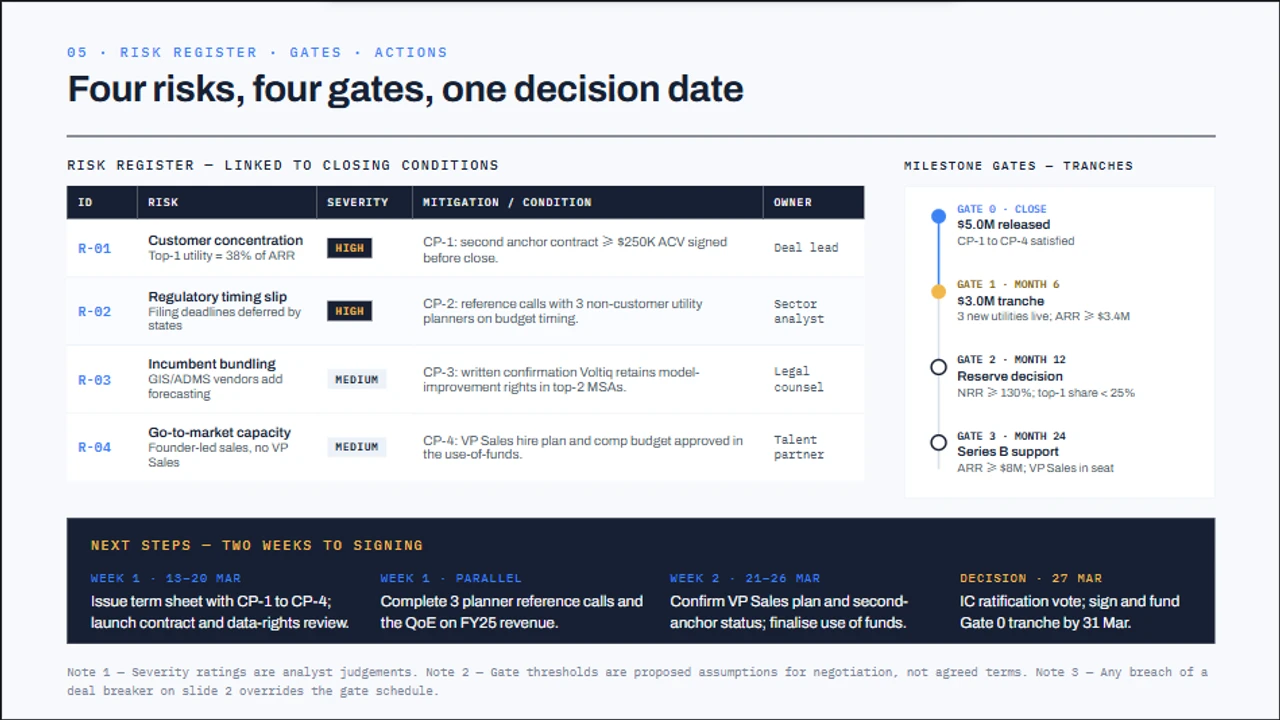 05 · RISK REGISTER · GATES · ACTIONS
Four risks, four gates, one decision date
RISK REGISTER — LINKED TO CLOSING CONDITIONS
ID RISK SEVERITY MITIGATION / CONDITION OWNER
R-01
Customer concentration
Top-1 utility = 38% of ARR
HIGH
CP-1: second anchor contract ⩾ $250K ACV signed
before close.
Deal lead
R-02
Regulatory timing slip
Filing deadlines deferred by
states
HIGH
CP-2: reference calls with 3 non-customer utility
planners on budget timing.
Sector
analyst
R-03
Incumbent bundling
GIS/ADMS vendors add
forecasting
MEDIUM
CP-3: written confirmation Voltiq retains model-
improvement rights in top-2 MSAs.
Legal
counsel
R-04
Go-to-market capacity
Founder-led sales, no VP
Sales
MEDIUM
CP-4: VP Sales hire plan and comp budget approved in
the use-of-funds.
Talent
partner
MILESTONE GATES — TRANCHES
GATE 0 · CLOSE
$5.0M released
CP-1 to CP-4 satisfied
GATE 1 · MONTH 6
$3.0M tranche
3 new utilities live; ARR ⩾ $3.4M
GATE 2 · MONTH 12
Reserve decision
NRR ⩾ 130%; top-1 share < 25%
GATE 3 · MONTH 24
Series B support
ARR ⩾ $8M; VP Sales in seat
NEXT STEPS — TWO WEEKS TO SIGNING
WEEK 1 · 13–20 MAR
Issue term sheet with CP-1 to CP-4;
launch contract and data-rights review.
WEEK 1 · PARALLEL
Complete 3 planner reference calls and
the QoE on FY25 revenue.
WEEK 2 · 21–26 MAR
Confirm VP Sales plan and second-
anchor status; finalise use of funds.
DECISION · 27 MAR
IC ratification vote; sign and fund
Gate 0 tranche by 31 Mar.
Note 1 — Severity ratings are analyst judgements. Note 2 — Gate thresholds are proposed assumptions for negotiation, not agreed terms. Note 3 — Any breach of a
deal breaker on slide 2 overrides the gate schedule.